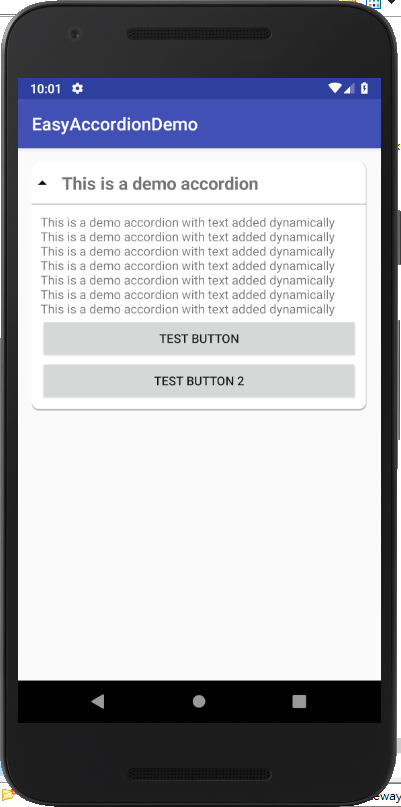 10:01
EasyAccordionDemo
This is a demo accordion
This is a demo accordion with text added dynamically
This is a demo accordion with text added dynamically
This is a demo accordion with text added dynamically
This is a demo accordion with text added dynamically
This is a demo accordion with text added dynamically
This is a demo accordion with text added dynamically
This is a demo accordion with text added dynamically
TEST BUTTON
TEST BUTTON 2